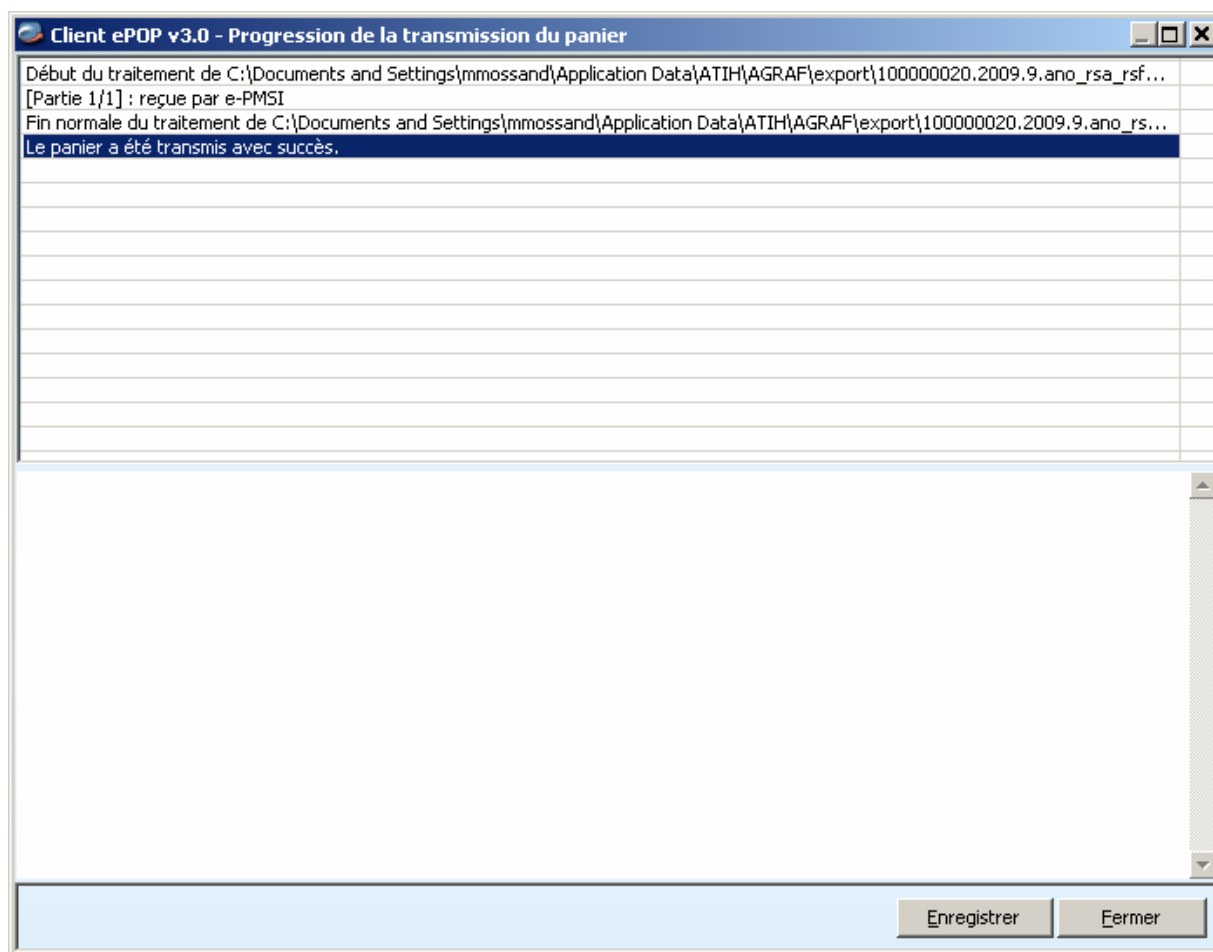 Client ePOP v3.0 - Progression de la transmission du panier
Début du traitement de C:\Documents and Settings\mmossand\Application Data\ATIH\AGRAF\export\100000020.2009.9.ano_rsa_rsf...
[Partie 1/1] : reçue par e-PMSI
Fin normale du traitement de C:\Documents and Settings\mmossand\Application Data\ATIH\AGRAF\export\100000020.2009.9.ano_rs...
Le panier a été transmis avec succès.
Enregistrer
Fermer